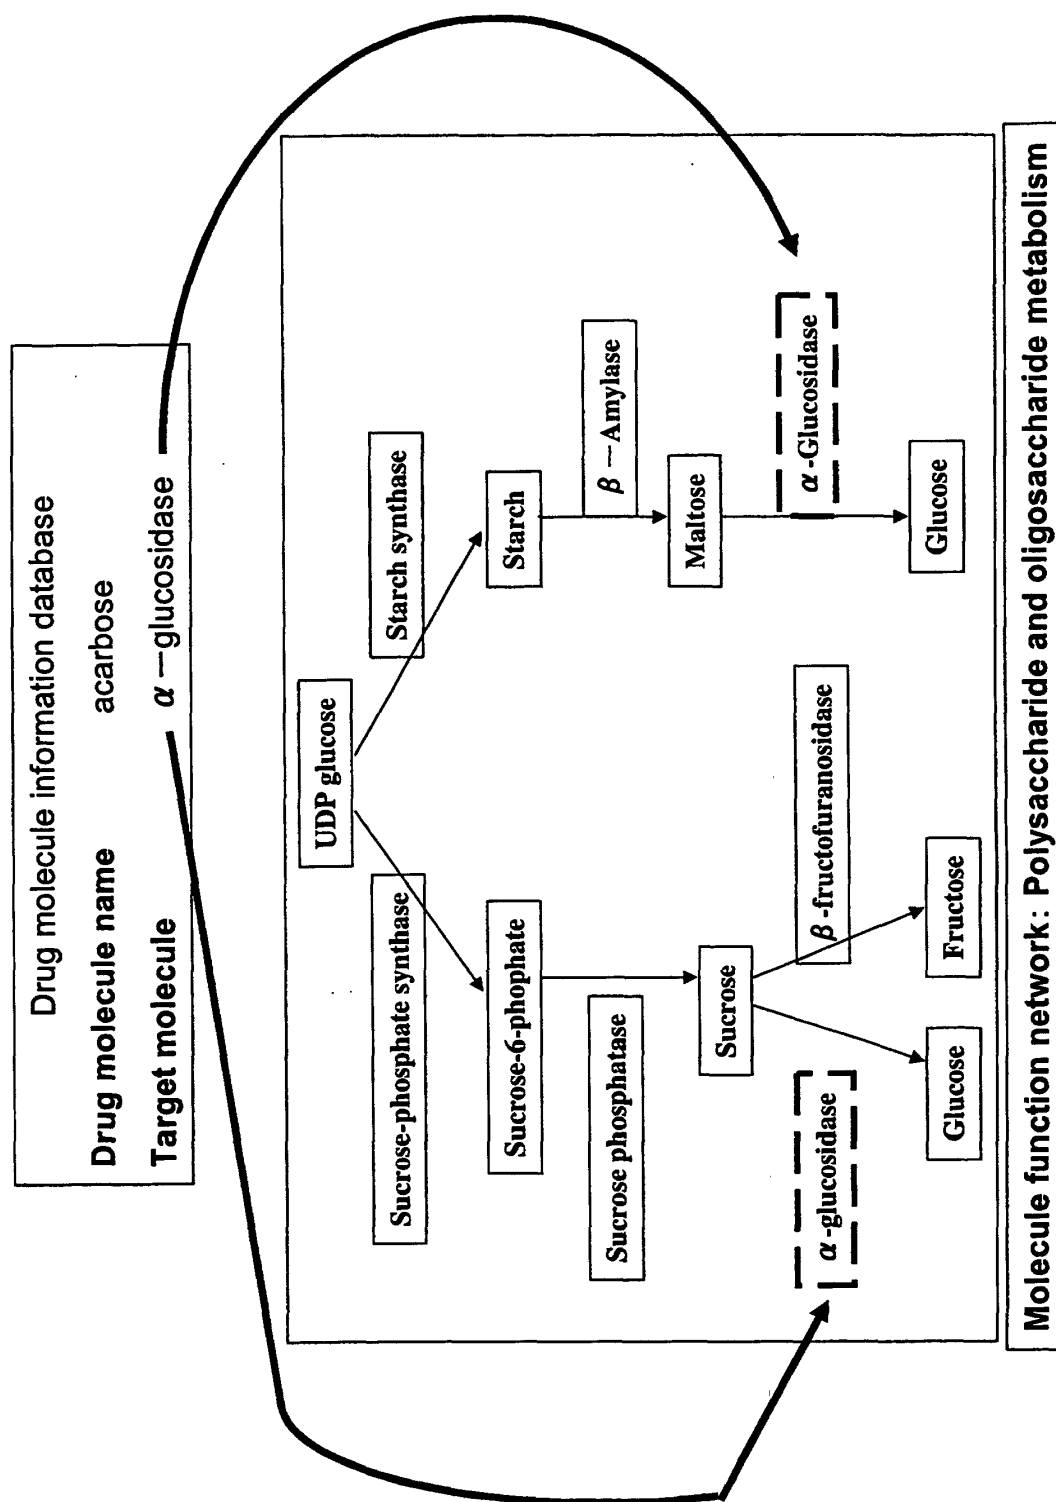 Drug molecule information database
Drug molecule name acarbose
Target molecule α—glucosidase
UDP glucose
Sucrose-phosphate synthase
Starch synthase
Sucrose-6-phophate
Starch
Sucrose phosphatase
β—Amylase
Sucrose
Maltose
α-glucosidase
β-fructofuranosidase
α-Glucosidase
Glucose
Fructose
Glucose
Molecule function network: Polysaccharide and oligosaccharide metabolism